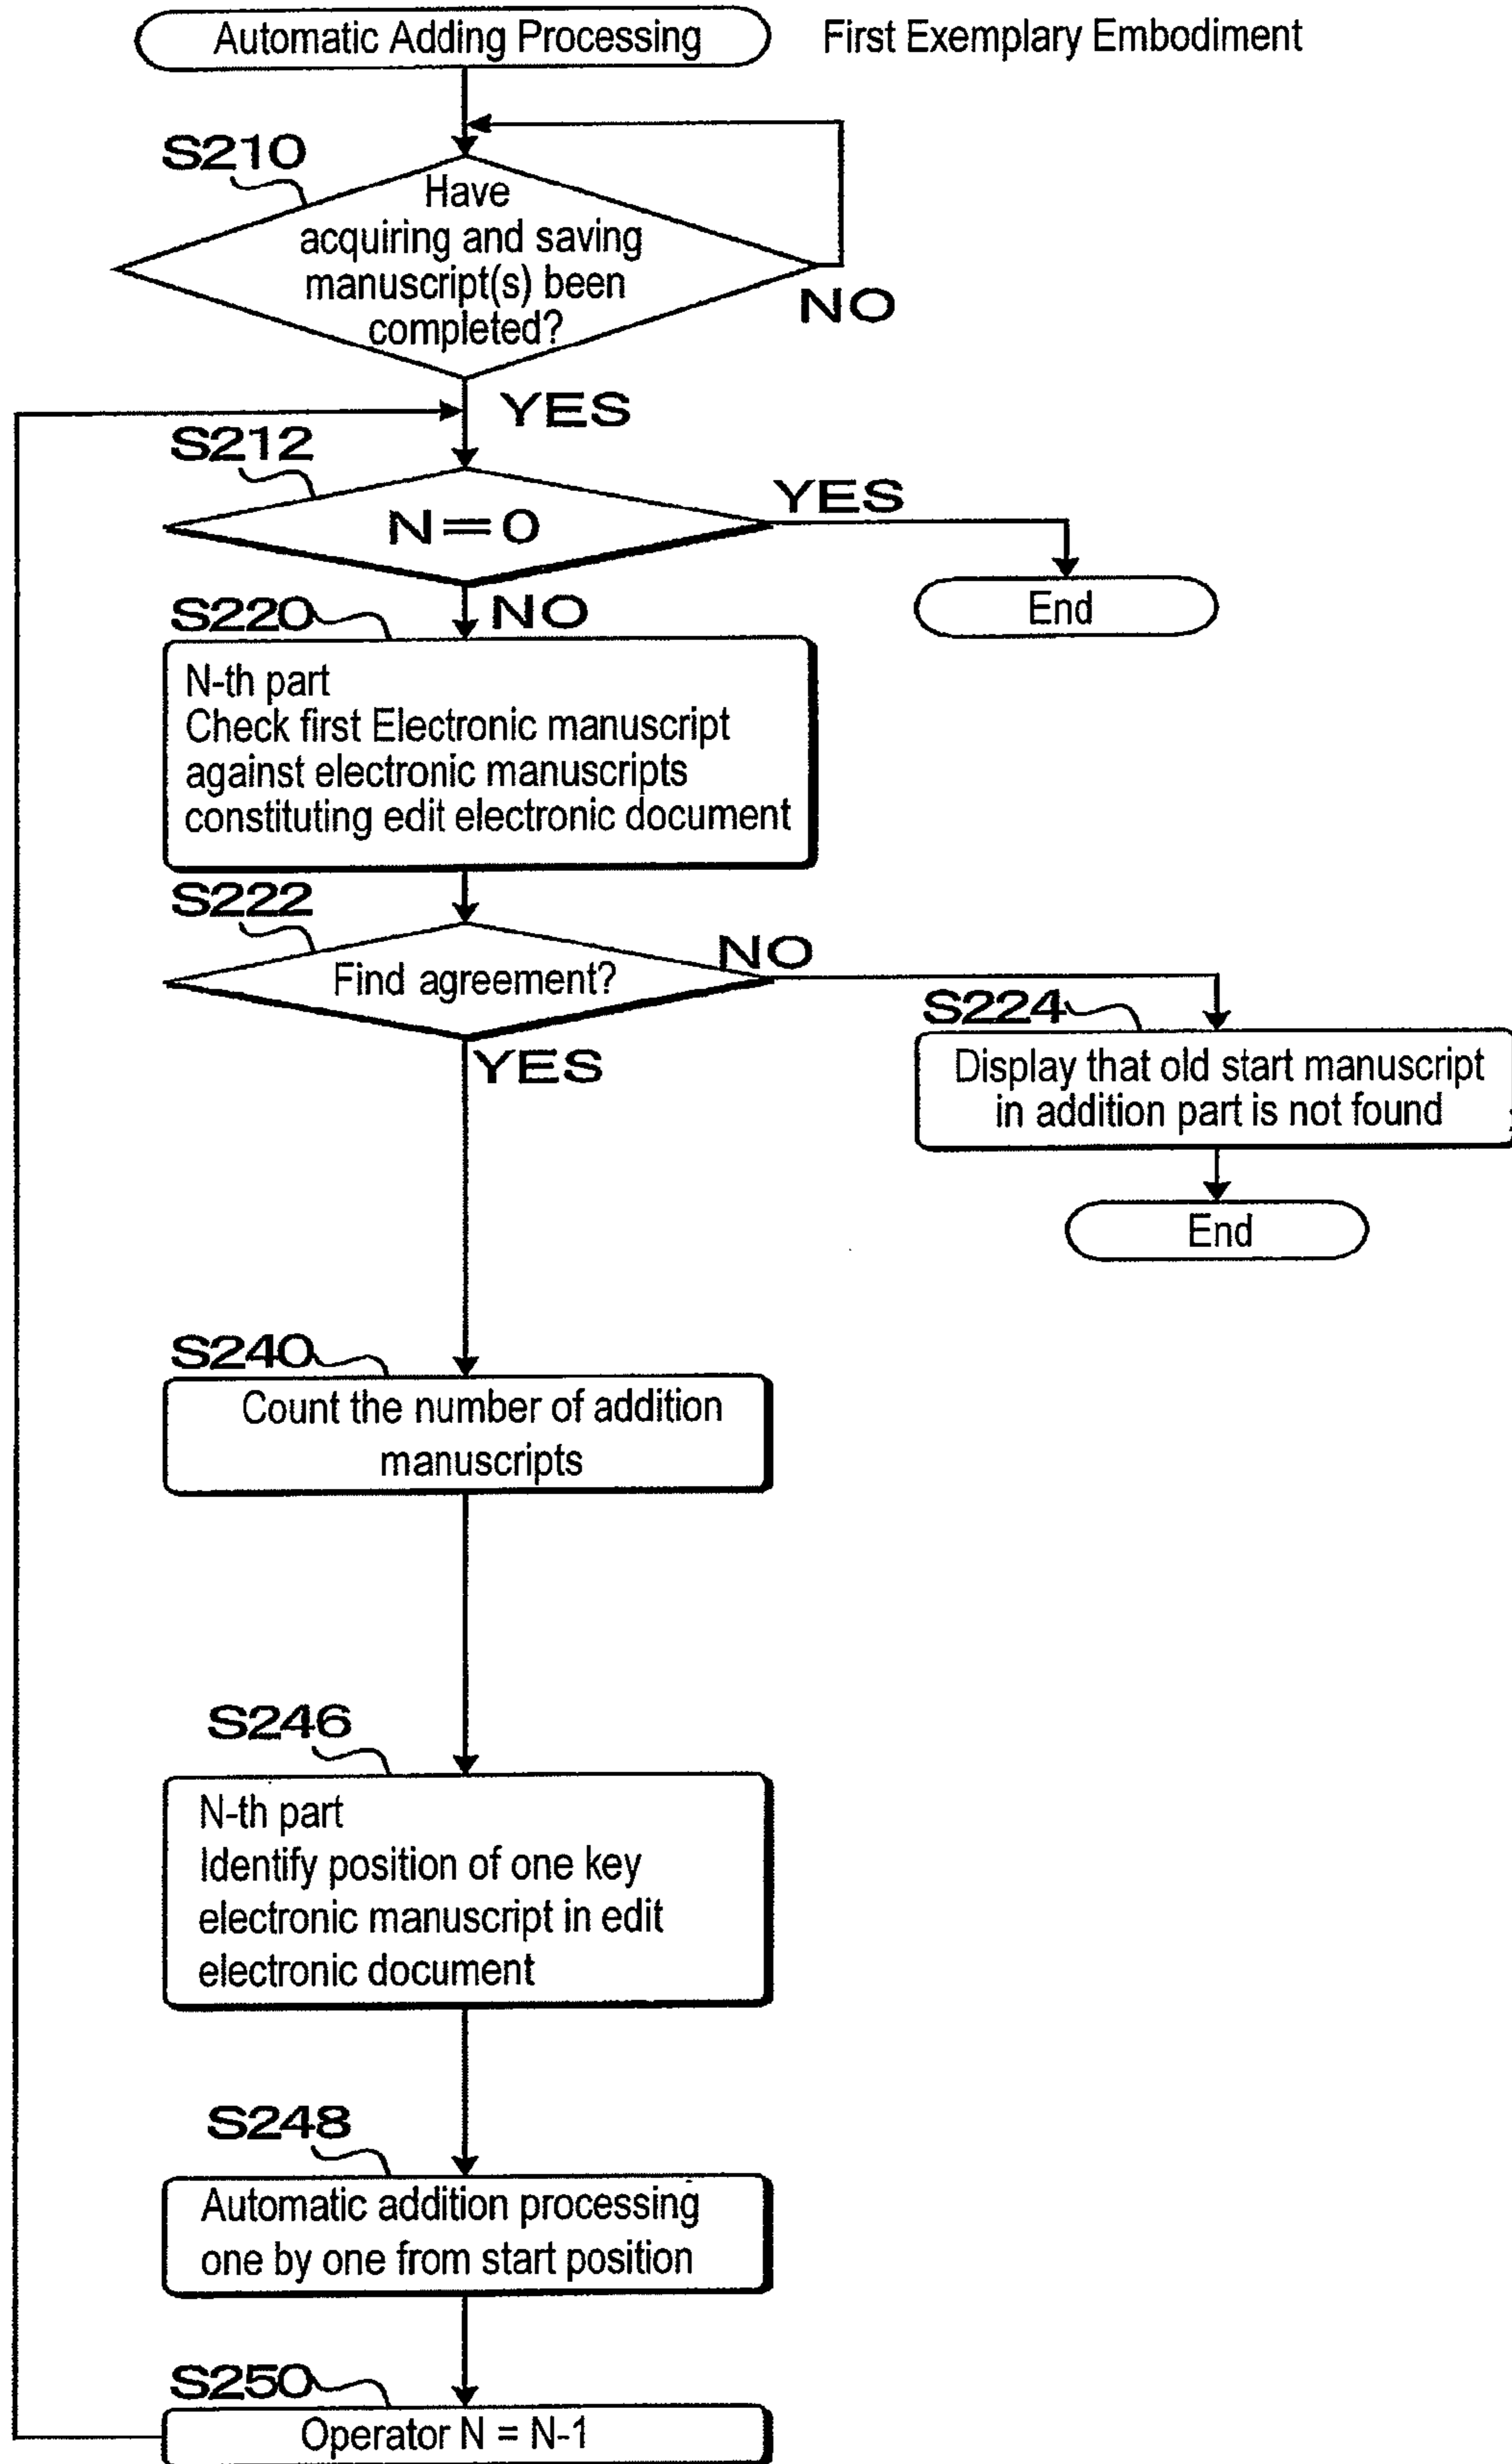 Automatic Adding Processing
First Exemplary Embodiment
S210
Have
acquiring and saving
manuscript(s) been
completed?
NO
YES
S212
N=0
YES
End
NO
S220
N-th part
Check first Electronic manuscript
against electronic manuscripts
constituting edit electronic document
S222
Find agreement?
NO
S224
Display that old start manuscript
in addition part is not found
End
YES
S240
Count the number of addition
manuscripts
S246
N-th part
Identify position of one key
electronic manuscript in edit
electronic document
S248
Automatic addition processing
one by one from start position
S250
Operator N = N-1